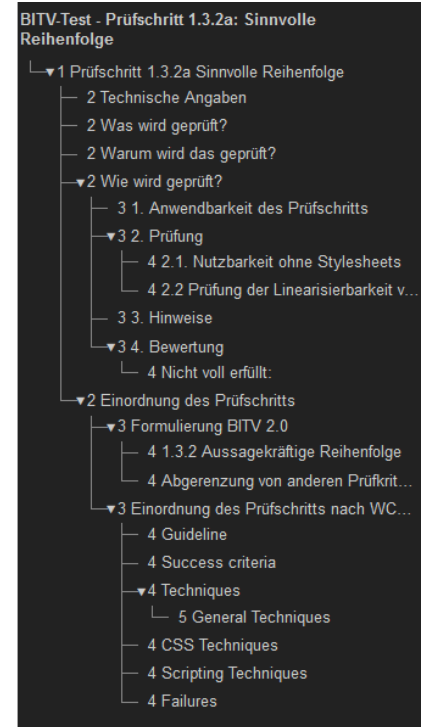 BITV-Test - Prüfschritt 1.3.2a: Sinnvolle
Reihenfolge
1 Prüfschritt 1.3.2a Sinnvolle Reihenfolge
2 Technische Angaben
2 Was wird geprüft?
2 Warum wird das geprüft?
2 Wie wird geprüft?
3 1. Anwendbarkeit des Prüfschritts
3 2. Prüfung
4 2.1. Nutzbarkeit ohne Stylesheets
4 2.2 Prüfung der Linearisierbarkeit v...
3 3. Hinweise
3 4. Bewertung
4 Nicht voll erfüllt:
2 Einordnung des Prüfschritts
3 Formulierung BITV 2.0
4 1.3.2 Aussagekräftige Reihenfolge
4 Abgerenzung von anderen Prüfkrit...
3 Einordnung des Prüfschritts nach WC...
4 Guideline
4 Success criteria
4 Techniques
5 General Techniques
4 CSS Techniques
4 Scripting Techniques
4 Failures